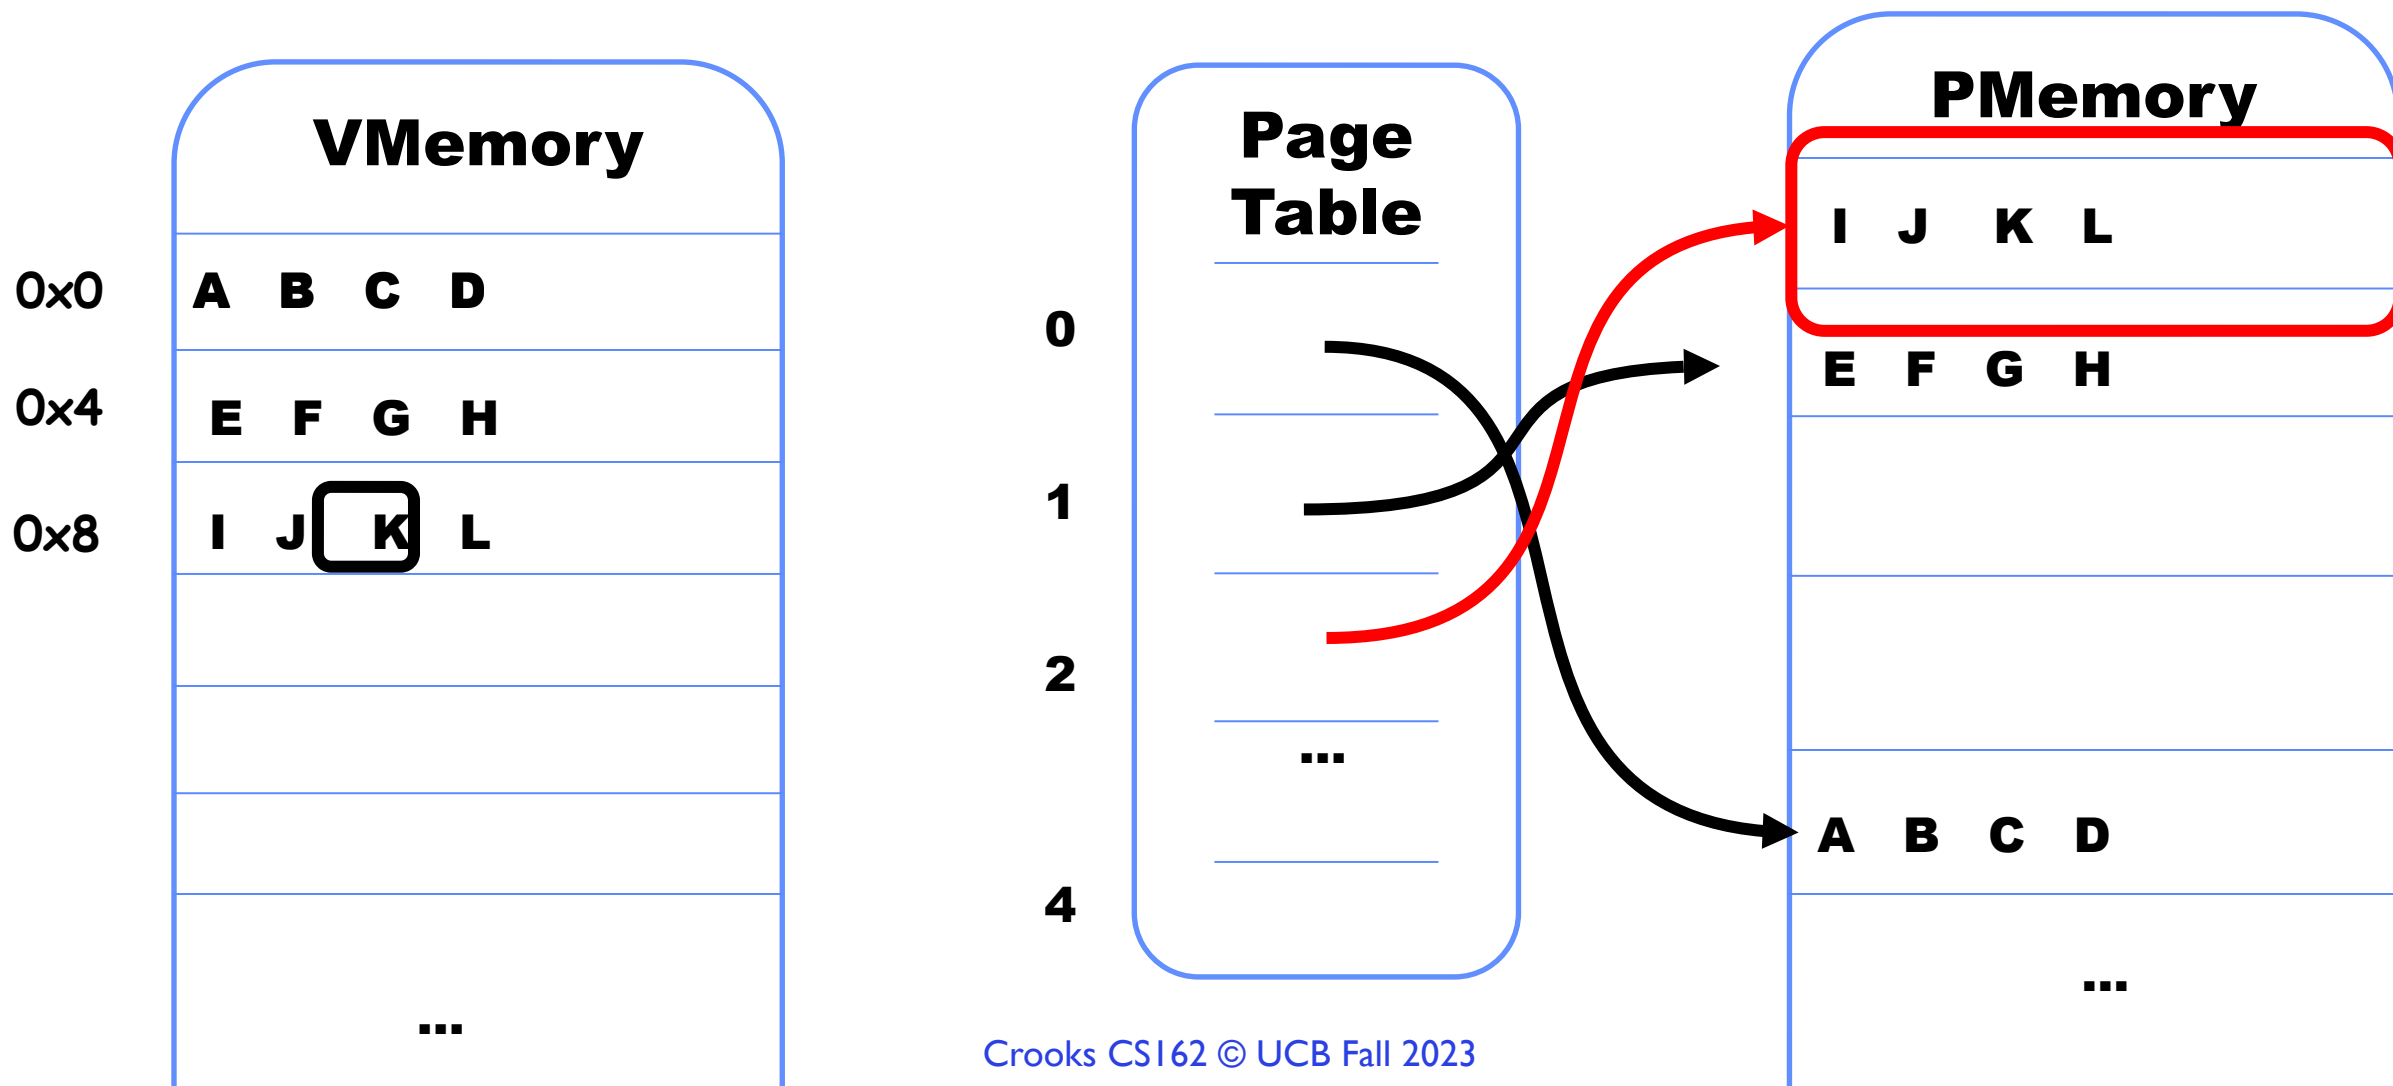 VMemory
0x0
A B C D
0x4
E F G H
0x8
I J K L
...
Page
Table
0
1
2
...
4
PMemory
I J K L
E F G H
A B C D
...
Crooks CS162 © UCB Fall 2023